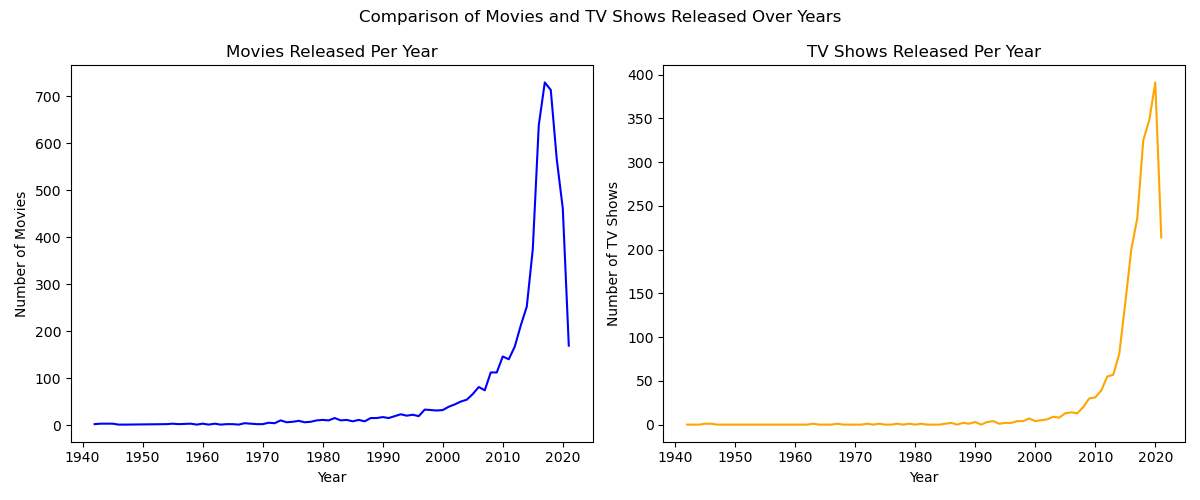 Comparison of Movies and TV Shows Released Over Years
Movies Released Per Year
Number of Movies
700
600
500
400
300
200
100
0
1940 1950 1960 1970 1980 1990 2000 2010 2020
Year
TV Shows Released Per Year
Number of TV Shows
400
350
300
250
200
150
100
50
0
1940 1950 1960 1970 1980 1990 2000 2010 2020
Year